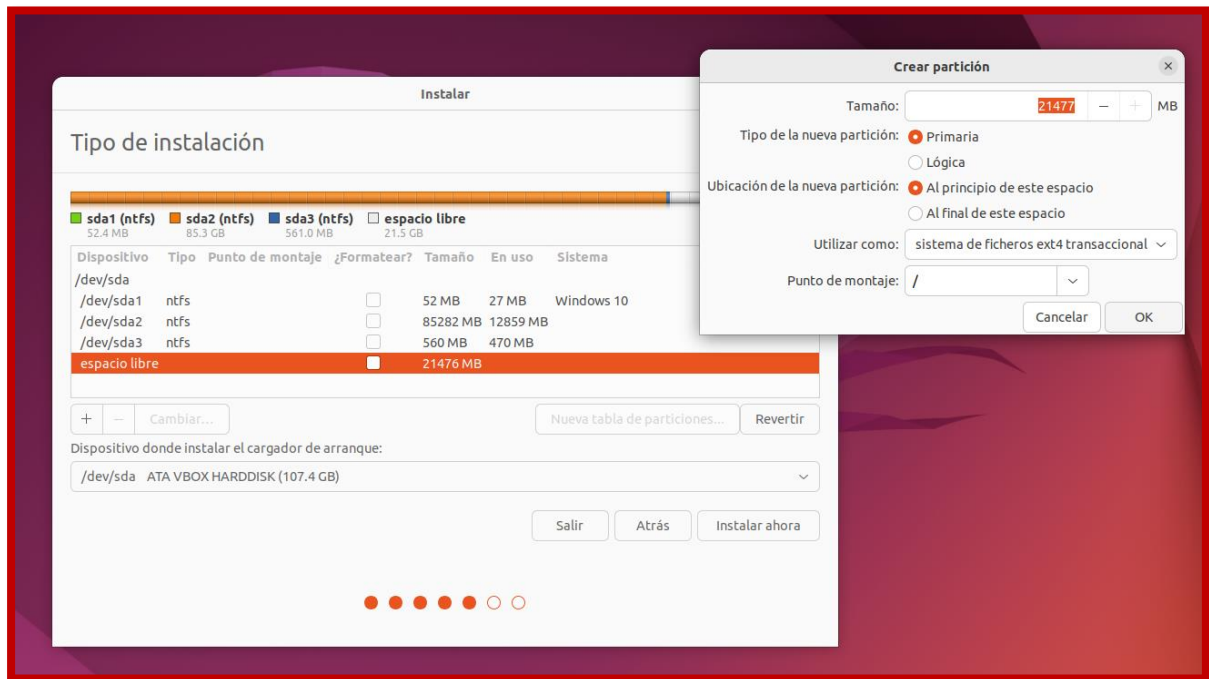 Instalar
Tipo de instalación
sda1 (ntfs) sda2 (ntfs) sda3 (ntfs) espacio libre
52.4 MB 85.3 GB 561.0 MB 21.5 GB
Dispositivo Tipo Punto de montaje ¿Formatear? Tamaño En uso Sistema
/dev/sda
/dev/sda1 ntfs 52 MB 27 MB Windows 10
/dev/sda2 ntfs 85282 MB 12859 MB
/dev/sda3 ntfs 560 MB 470 MB
espacio libre 21476 MB
+ − Cambiar... Nueva tabla de particiones... Revertir
Dispositivo donde instalar el cargador de arranque:
/dev/sda ATA VBOX HARDDISK (107.4 GB)
Salir Atrás Instalar ahora
Crear partición
Tamaño: 21477 − + MB
Tipo de la nueva partición: Primaria
Lógica
Ubicación de la nueva partición: Al principio de este espacio
Al final de este espacio
Utilizar como: sistema de ficheros ext4 transaccional
Punto de montaje: /
Cancelar OK